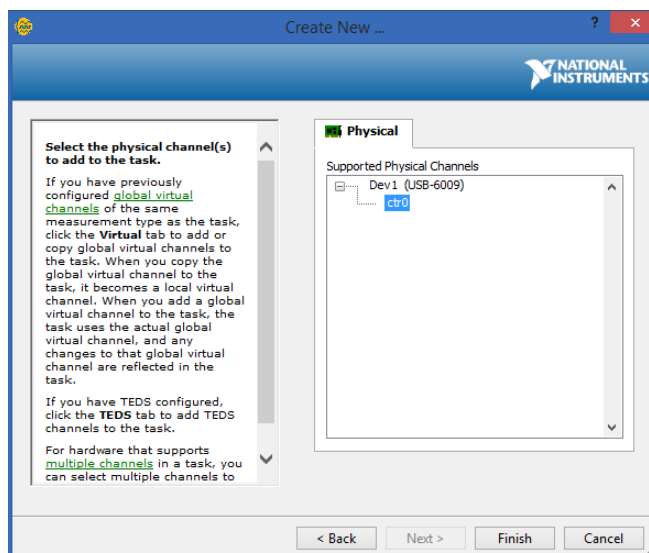 Create New ...
?
×
NATIONAL
INSTRUMENTS
Select the physical channel(s)
to add to the task.
If you have previously
configured global virtual
channels of the same
measurement type as the task,
click the Virtual tab to add or
copy global virtual channels to
the task. When you copy the
global virtual channel to the
task, it becomes a local virtual
channel. When you add a global
virtual channel to the task, the
task uses the actual global
virtual channel, and any
changes to that global virtual
channel are reflected in the
task.
If you have TEDS configured,
click the TEDS tab to add TEDS
channels to the task.
For hardware that supports
multiple channels in a task, you
can select multiple channels to
Physical
Supported Physical Channels
Dev1 (USB-6009)
ctr0
< Back
Next >
Finish
Cancel